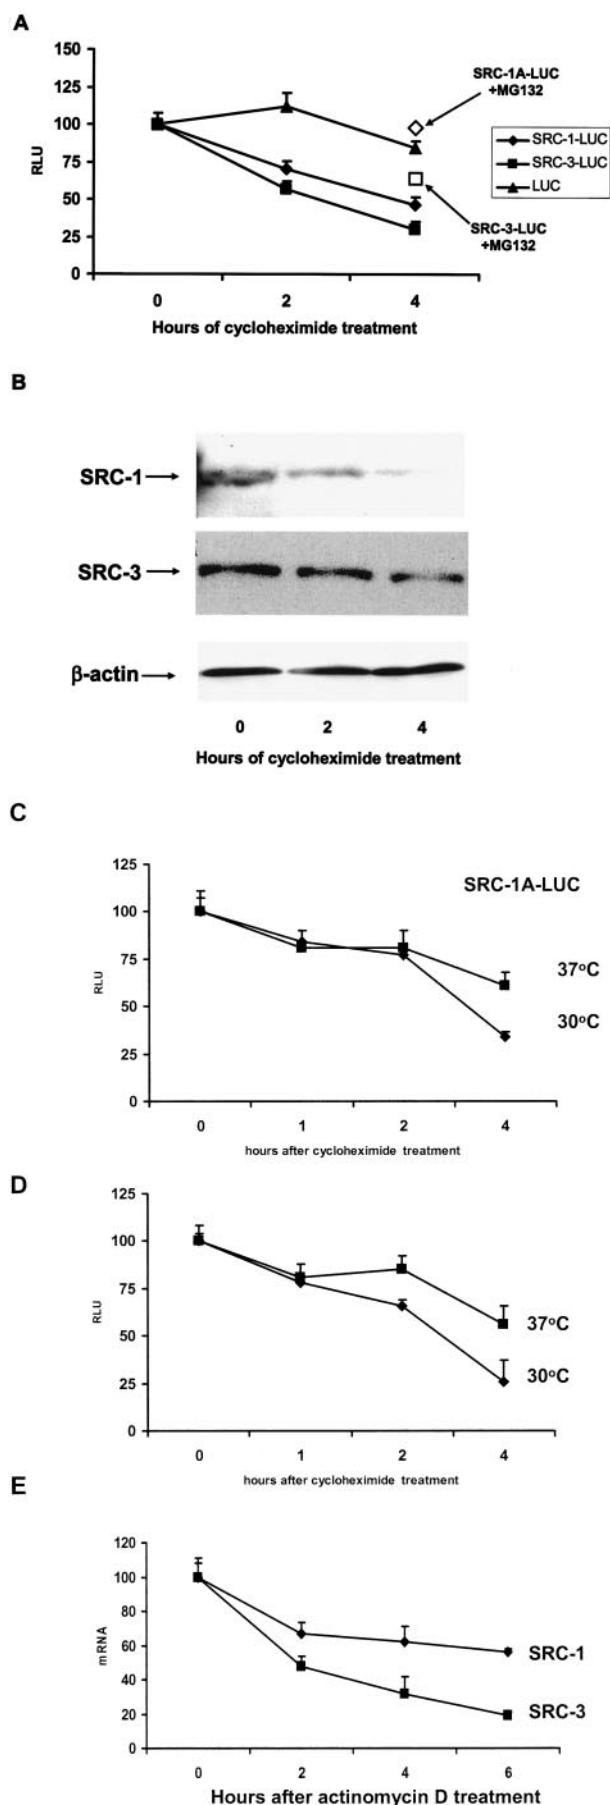 A
150
125
100
75
50
25
0
RLU
SRC-1A-LUC
+MG132
SRC-1-LUC
SRC-3-LUC
LUC
SRC-3-LUC
+MG132
0 2 4
Hours of cycloheximide treatment
B
SRC-1
SRC-3
β-actin
0 2 4
Hours of cycloheximide treatment
C
125
100
75
50
25
0
RLU
SRC-1A-LUC
37°C
30°C
0 1 2 4
hours after cycloheximide treatment
D
125
100
75
50
25
0
RLU
37°C
30°C
0 1 2 4
hours after cycloheximide treatment
E
120
100
80
60
40
20
0
mRNA
SRC-1
SRC-3
0 2 4 6
Hours after actinomycin D treatment